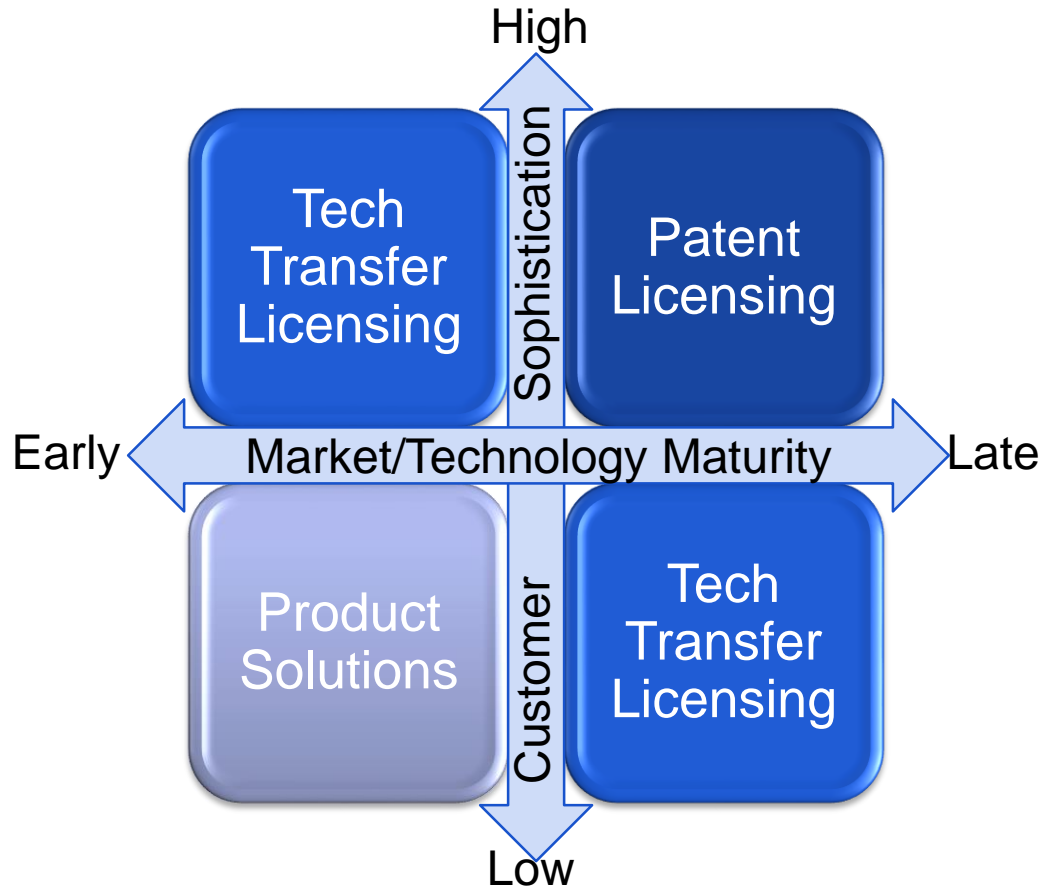 High
Tech
Transfer
Licensing
Patent
Licensing
Customer Sophistication
Early
Market/Technology Maturity
Late
Product
Solutions
Tech
Transfer
Licensing
Low